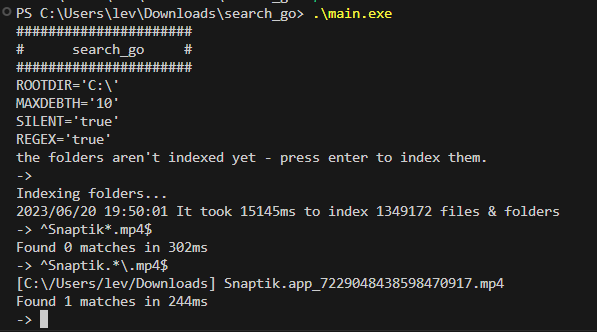 PS C:\Users\lev\Downloads\search_go> .\main.exe
######################
#      search_go     #
######################
ROOTDIR='C:\'
MAXDEBTH='10'
SILENT='true'
REGEX='true'
the folders aren't indexed yet - press enter to index them.
->
Indexing folders...
2023/06/20 19:50:01 It took 15145ms to index 1349172 files & folders
-> ^Snaptik*.mp4$
Found 0 matches in 302ms
-> ^Snaptik.*\.mp4$
[C:\/Users/lev/Downloads] Snaptik.app_7229048438598470917.mp4
Found 1 matches in 244ms
->